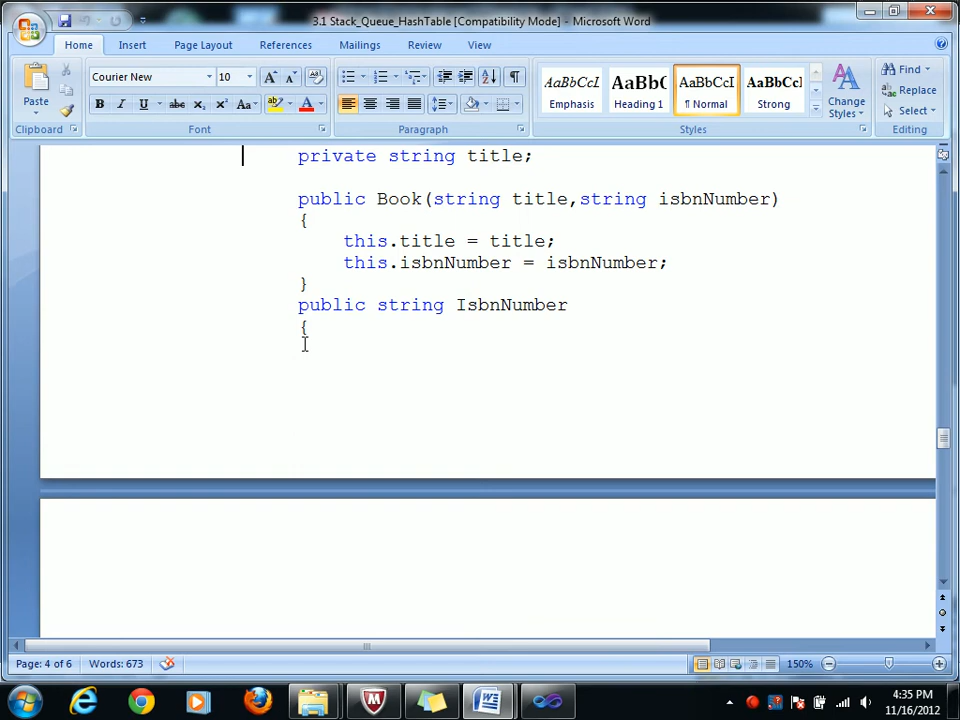 3.1 Stack_Queue_HashTable [Compatibility Mode] - Microsoft Word
Home Insert Page Layout References Mailings Review View
Paste
Courier New 10
B I U abc x₂ x² Aa A
AaBbCcI AaBbC AaBbCcI AaBbCcI
Emphasis Heading 1 ¶ Normal Strong
Change Styles
Find
Replace
Select
Clipboard Font Paragraph Styles Editing
private string title;
public Book(string title,string isbnNumber)
{
this.title = title;
this.isbnNumber = isbnNumber;
}
public string IsbnNumber
{
Page: 4 of 6 Words: 673 150%
4:35 PM
11/16/2012